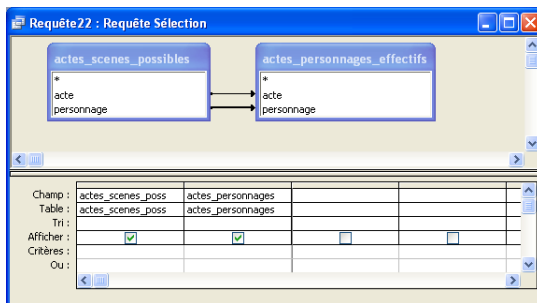 Requête22 : Requête Sélection
actes_scenes_possibles
*
acte
personnage
actes_personnages_effectifs
*
acte
personnage
Champ : actes_scenes_poss actes_personnages
Table : actes_scenes_poss actes_personnages
Tri :
Afficher :
Critères :
Ou :